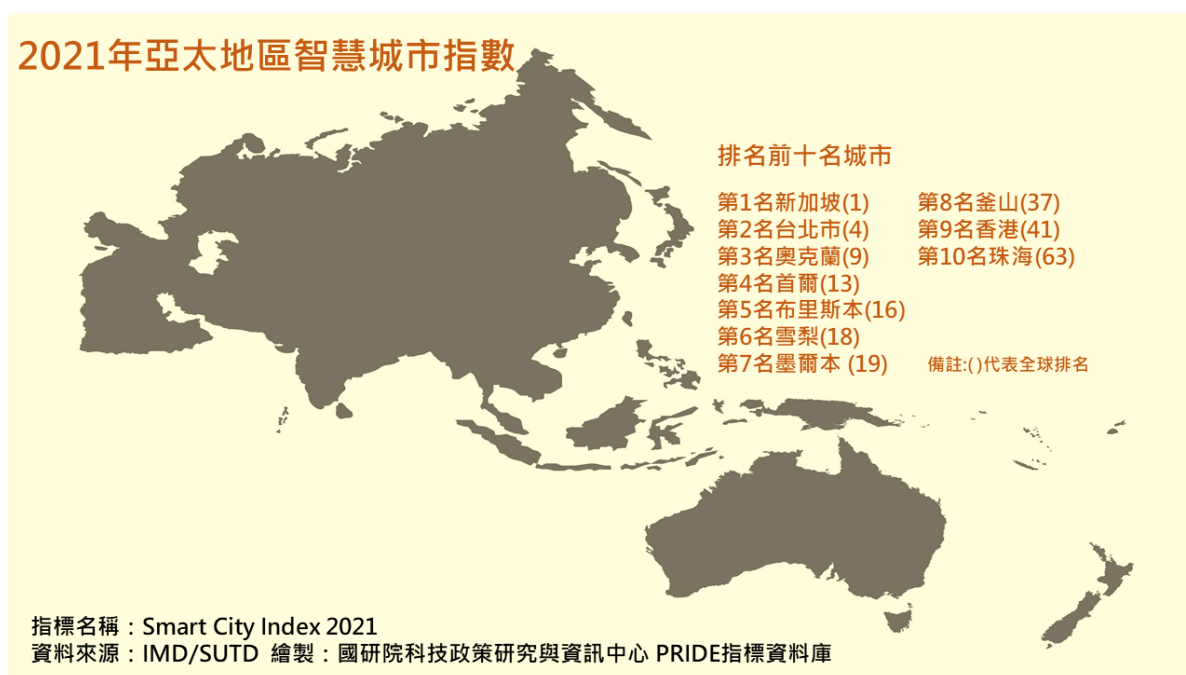 2021年亞太地區智慧城市指數
排名前十名城市
第1名新加坡(1)
第2名台北市(4)
第3名奧克蘭(9)
第4名首爾(13)
第5名布里斯本(16)
第6名雪梨(18)
第7名墨爾本 (19)
第8名釜山(37)
第9名香港(41)
第10名珠海(63)
備註:( )代表全球排名
指標名稱：Smart City Index 2021
資料來源：IMD/SUTD 繪製：國研院科技政策研究與資訊中心 PRIDE指標資料庫